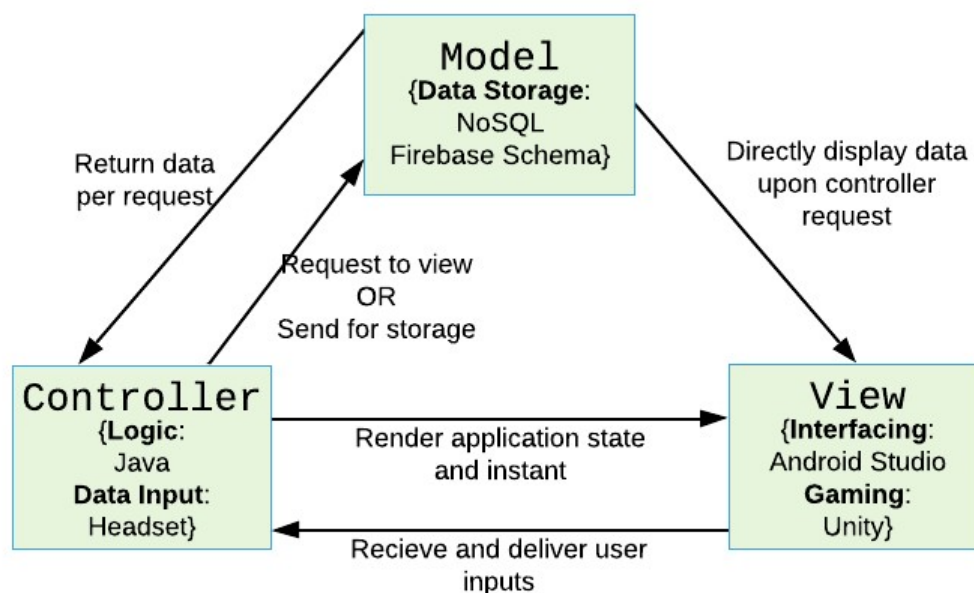 Model
{Data Storage:
NoSQL
Firebase Schema}
Return data
per request
Directly display data
upon controller
request
Request to view
OR
Send for storage
Controller
{Logic:
Java
Data Input:
Headset}
Render application state
and instant
View
{Interfacing:
Android Studio
Gaming:
Unity}
Recieve and deliver user
inputs